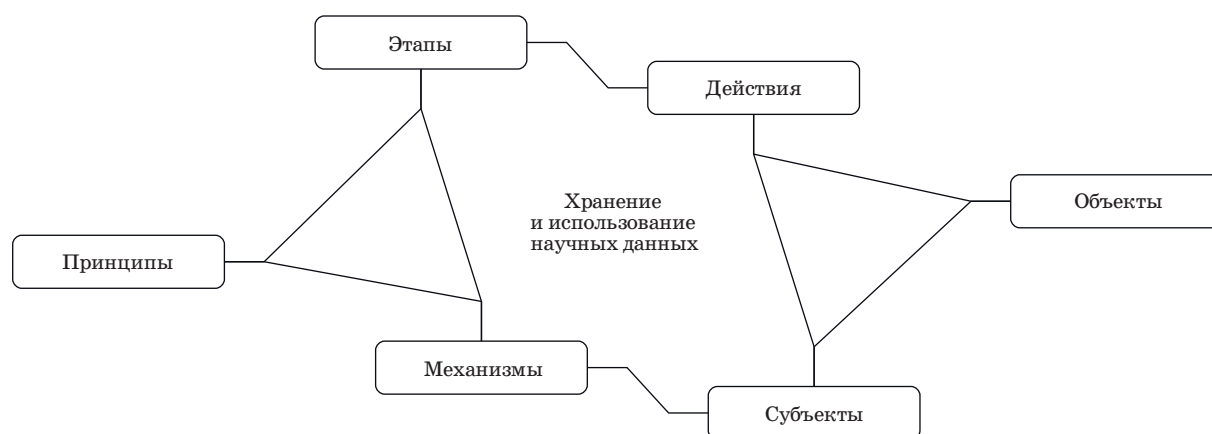 Этапы
Действия
Хранение
и использование
научных данных
Объекты
Принципы
Механизмы
Субъекты